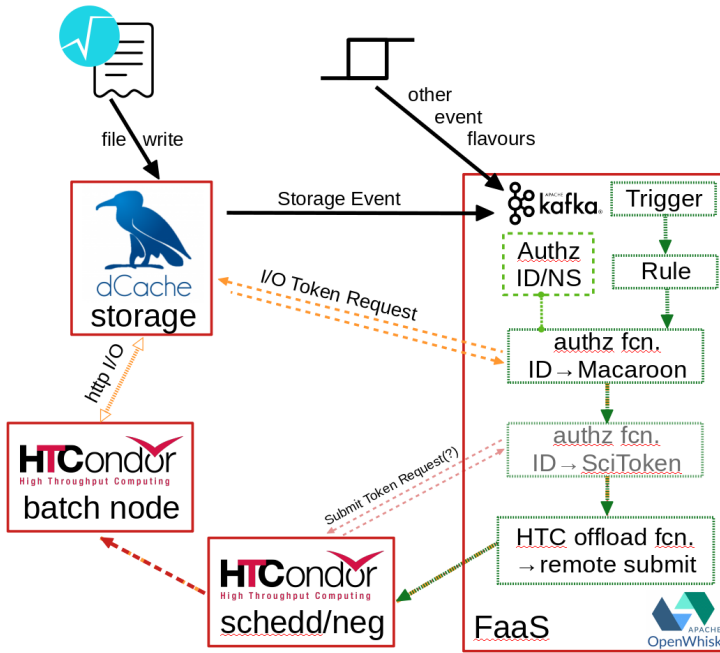 file write
other
event
flavours
Storage Event
APACHE
kafka
Trigger
Authz
ID/NS
Rule
dCache
storage
I/O Token Request
authz fcn.
ID→Macaroon
http I/O
authz fcn.
ID→SciToken
HTCondor
High Throughput Computing
batch node
Submit Token Request(?)
HTC offload fcn.
→remote submit
HTCondor
High Throughput Computing
schedd/neg
FaaS
APACHE
OpenWhisk